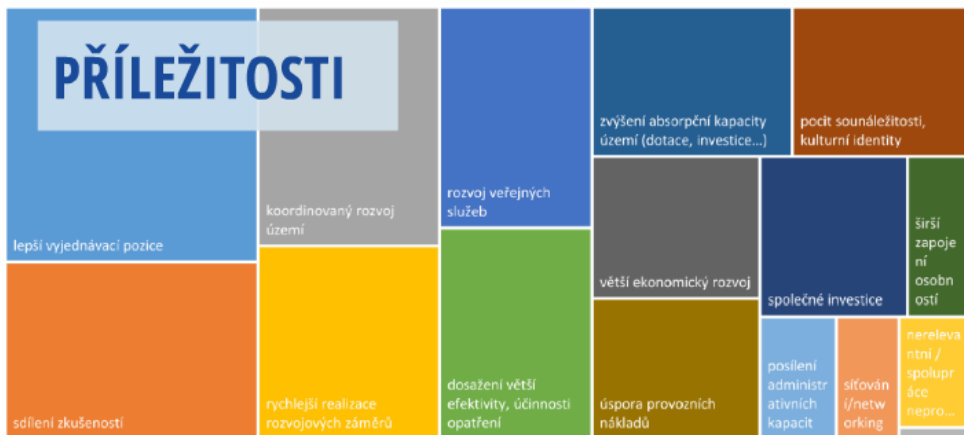 PŘÍLEŽITOSTI
lepší vyjednávací pozice
sdílení zkušeností
koordinovaný rozvoj
území
rychlejší realizace
rozvojových záměrů
rozvoj veřejných
služeb
dosažení větší
efektivity, účinnosti
opatření
zvýšení absorpční kapacity
území (dotace, investice...)
pocit sounáležitosti,
kulturní identity
větší ekonomický rozvoj
úspora provozních
nákladů
společné investice
širší
zapoje
ní
osobn
ostí
posílení
administr
ativních
kapacit
síťován
í/netw
orking
nereleva
ntní /
spolupr
áce
nepro...